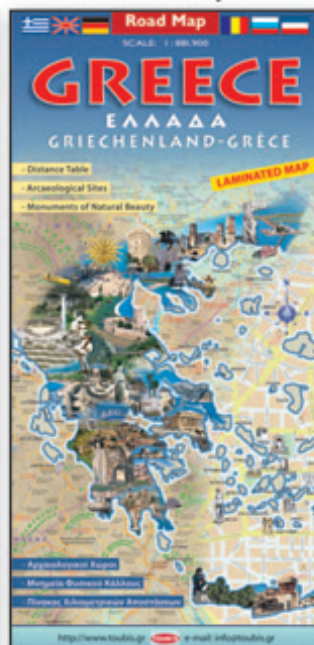 Road Map
SCALE: 1:881.900
GREECE
ΕΛΛΑΔΑ
GRIECHENLAND-GRÈCE
- Distance Table
LAMINATED MAP
- Arcaeological Sites
- Monuments of Natural Beauty
- Αρχαιολογικοί Χώροι
- Μνημεία Φυσικού Κάλλους
- Πίνακας Χιλιομετρικών Αποστάσεων
http://www.toubis.gr
e-mail: info@toubis.gr